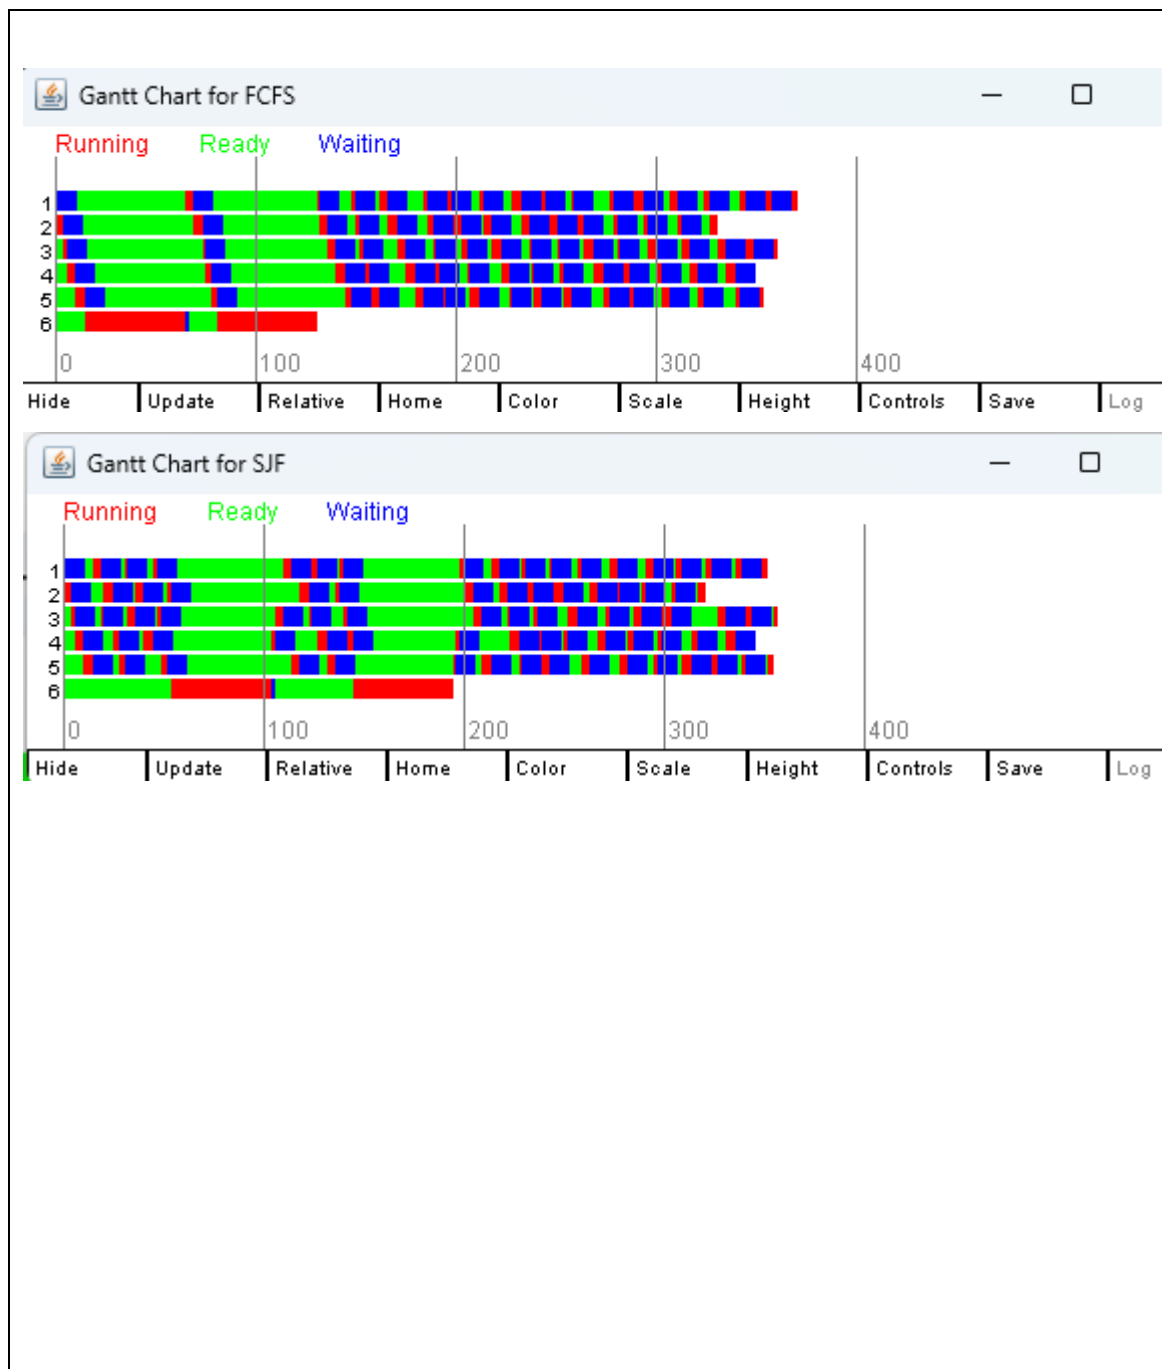 Gantt Chart for FCFS
Running Ready Waiting
1
2
3
4
5
6
0 100 200 300 400
Hide Update Relative Home Color Scale Height Controls Save Log
Gantt Chart for SJF
Running Ready Waiting
1
2
3
4
5
6
0 100 200 300 400
Hide Update Relative Home Color Scale Height Controls Save Log